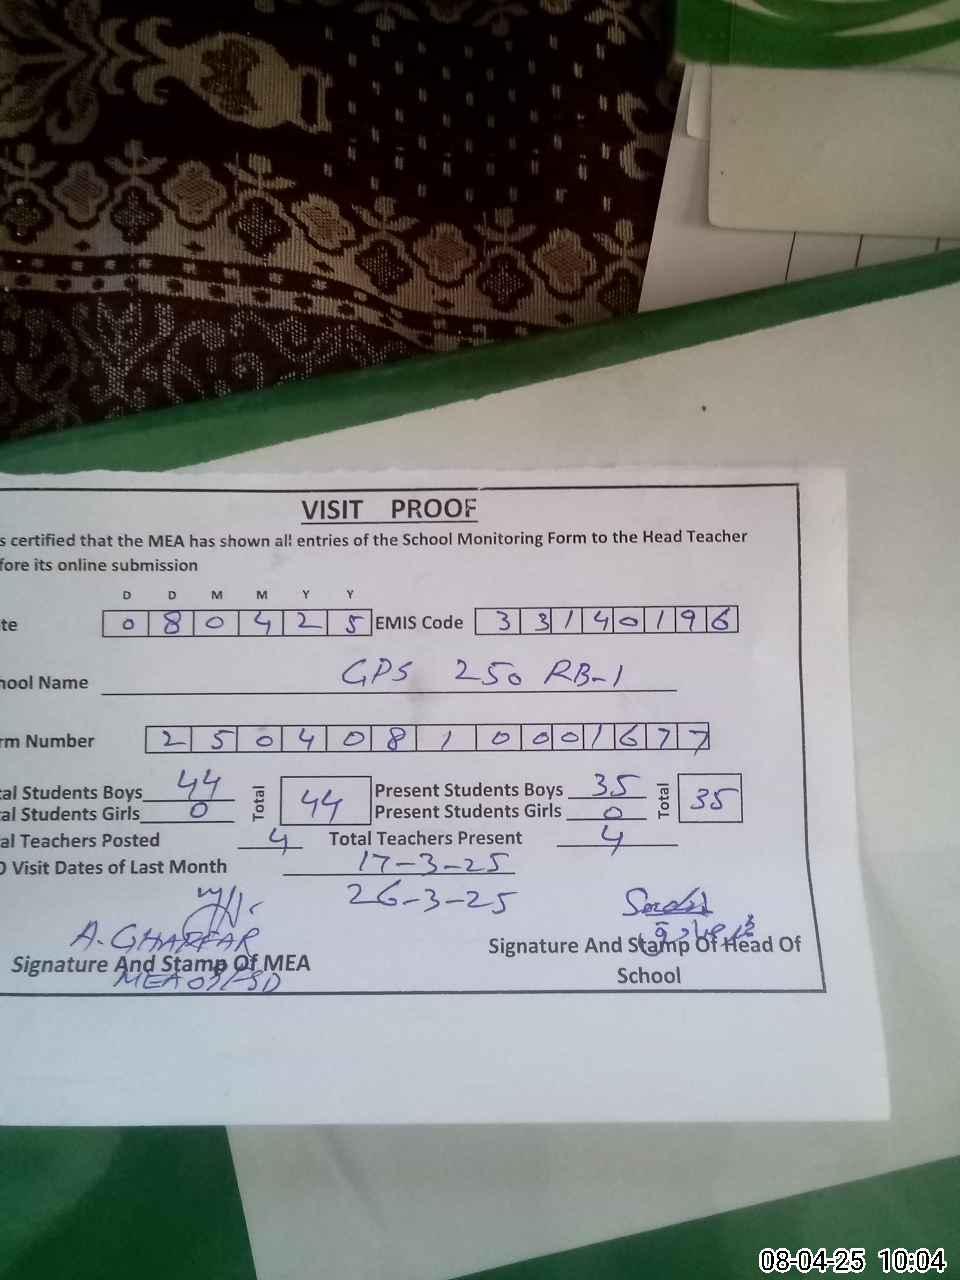 VISIT PROOF
s certified that the MEA has shown all entries of the School Monitoring Form to the Head Teacher
fore its online submission
D D M M Y Y
te 0 8 0 4 2 5 EMIS Code 3 3 1 4 0 1 9 6
hool Name GPS 250 RB-1
rm Number 2 5 0 4 0 8 1 0 0 0 1 6 7 7
al Students Boys 44 Total 44 Present Students Boys 35 Total 35
al Students Girls 0 Present Students Girls 0
al Teachers Posted 4 Total Teachers Present 4
O Visit Dates of Last Month 17-3-25
26-3-25
A. GHAFFAR
Signature And Stamp Of MEA
Signature And Stamp Of Head Of
School
08-04-25 10:04